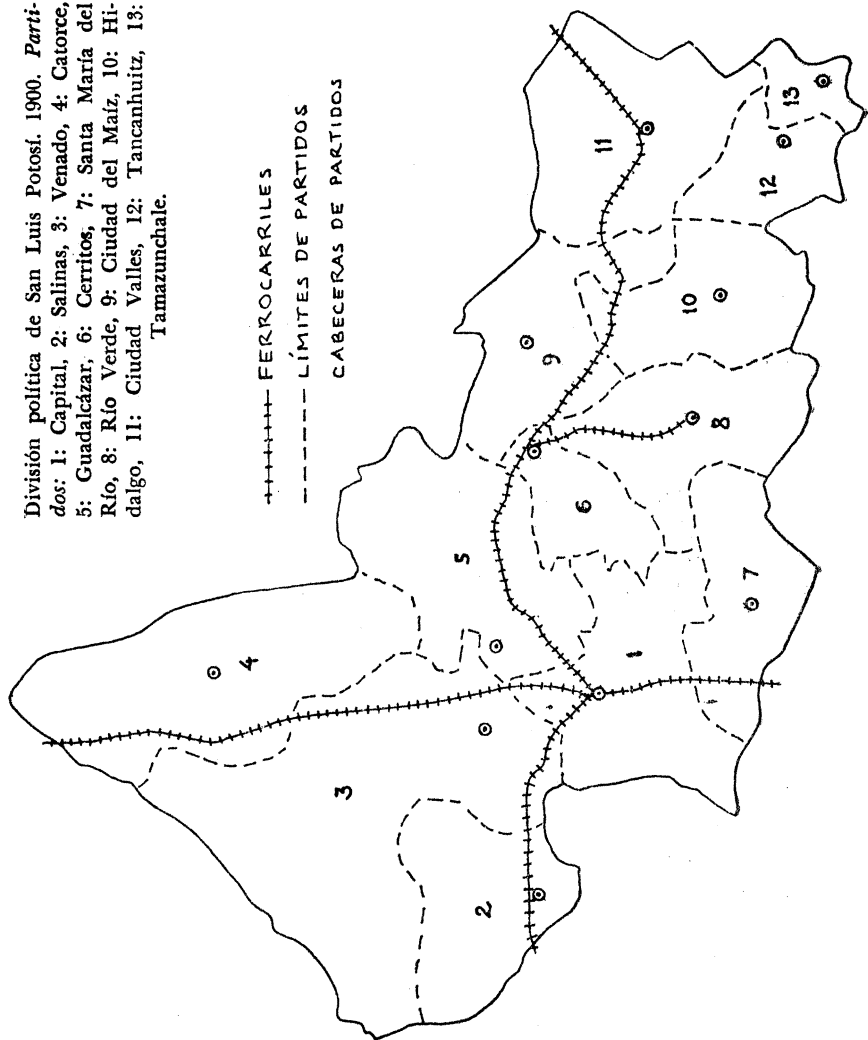 División política de San Luis Potosí. 1900. Parti-
dos: 1: Capital, 2: Salinas, 3: Venado, 4: Catorce,
5: Guadalcázar, 6: Cerritos, 7: Santa María del
Río, 8: Río Verde, 9: Ciudad del Maíz, 10: Hi-
dalgo, 11: Ciudad Valles, 12: Tancanhuitz, 13:
Tamazunchale.
FERROCARRILES
LÍMITES DE PARTIDOS
CABECERAS DE PARTIDOS
4
5
3
2
1
6
7
8
9
10
11
12
13